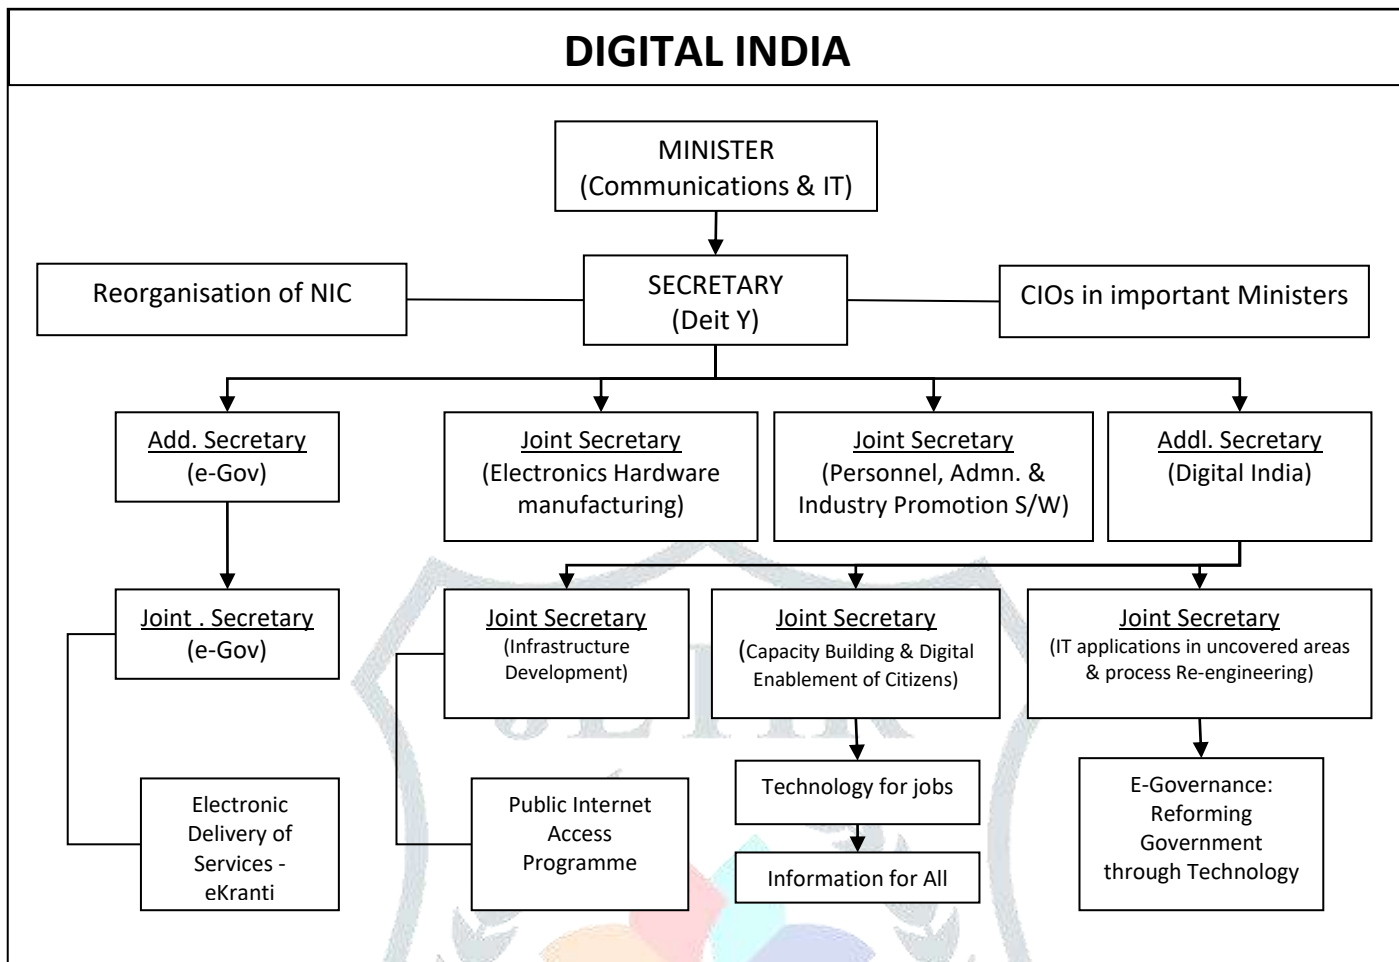 DIGITAL INDIA
MINISTER
(Communications & IT)
Reorganisation of NIC
SECRETARY
(Deit Y)
CIOs in important Ministers
Add. Secretary
(e-Gov)
Joint Secretary
(Electronics Hardware
manufacturing)
Joint Secretary
(Personnel, Admn. &
Industry Promotion S/W)
Addl. Secretary
(Digital India)
Joint . Secretary
(e-Gov)
Joint Secretary
(Infrastructure
Development)
Joint Secretary
(Capacity Building & Digital
Enablement of Citizens)
Joint Secretary
(IT applications in uncovered areas
& process Re-engineering)
Electronic
Delivery of
Services -
eKranti
Public Internet
Access
Programme
Technology for jobs
Information for All
E-Governance:
Reforming
Government
through Technology
JETIR